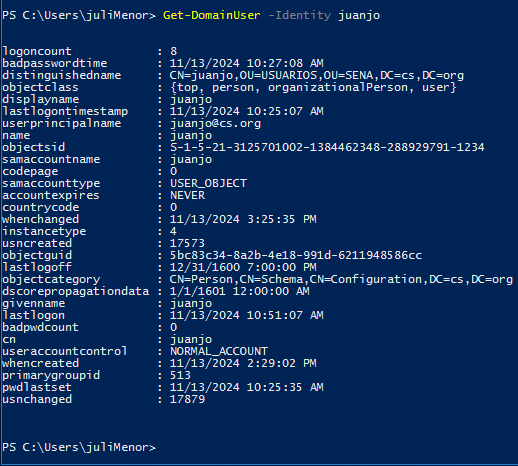 PS C:\Users\juliMenor> Get-DomainUser -Identity juanjo
logoncount : 8
badpasswordtime : 11/13/2024 10:27:08 AM
distinguishedname : CN=juanjo,OU=USUARIOS,OU=SENA,DC=cs,DC=org
objectclass : {top, person, organizationalPerson, user}
displayname : juanjo
lastlogontimestamp : 11/13/2024 10:25:07 AM
userprincipalname : juanjo@cs.org
name : juanjo
objectsid : S-1-5-21-3125701002-1384462348-288929791-1234
samaccountname : juanjo
codepage : 0
samaccounttype : USER_OBJECT
accountexpires : NEVER
countrycode : 0
whenchanged : 11/13/2024 3:25:35 PM
instancetype : 4
usncreated : 17573
objectguid : 5bc83c34-8a2b-4e18-991d-6211948586cc
lastlogoff : 12/31/1600 7:00:00 PM
objectcategory : CN=Person,CN=Schema,CN=Configuration,DC=cs,DC=org
dscorepropagationdata : 1/1/1601 12:00:00 AM
givenname : juanjo
lastlogon : 11/13/2024 10:51:07 AM
badpwdcount : 0
cn : juanjo
useraccountcontrol : NORMAL_ACCOUNT
whencreated : 11/13/2024 2:29:02 PM
primarygroupid : 513
pwdlastset : 11/13/2024 10:25:35 AM
usnchanged : 17879
PS C:\Users\juliMenor>